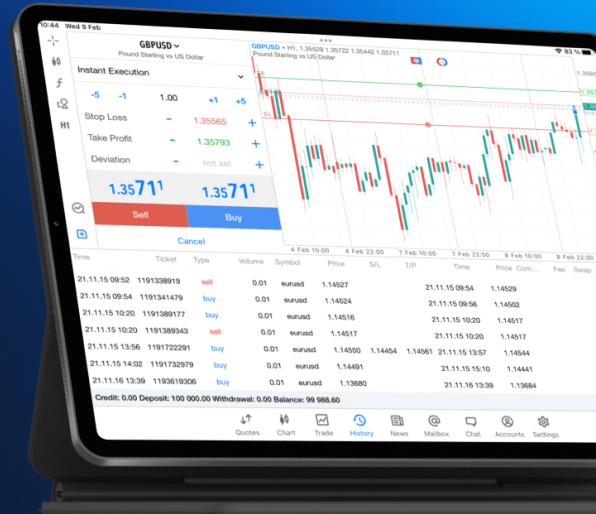 10:44 Wed 9 Feb
83 %
GBPUSD
Pound Sterling vs US Dollar
Instant Execution
-5 -1 1.00 +1 +5
Stop Loss - 1.35565 +
Take Profit - 1.35793 +
Deviation - not set +
1.35711 1.35711
Sell Buy
Cancel
H1
GBPUSD • H1, 1.35529 1.35722 1.35442 1.35711
Pound Sterling vs US Dollar
4 Feb 10:00 4 Feb 22:00 7 Feb 10:00 7 Feb 22:00 8 Feb 10:00 8 Feb 22:00
Time Ticket Type Volume Symbol Price S/L T/P Time Price Com... Fee Swap
21.11.15 09:52 1191338919 sell 0.01 eurusd 1.14527 21.11.15 09:54 1.14529
21.11.15 09:54 1191341479 buy 0.01 eurusd 1.14524 21.11.15 09:56 1.14502
21.11.15 10:20 1191389177 buy 0.01 eurusd 1.14516 21.11.15 10:20 1.14517
21.11.15 10:20 1191389343 sell 0.01 eurusd 1.14517 21.11.15 10:20 1.14517
21.11.15 13:56 1191722291 buy 0.01 eurusd 1.14550 1.14454 1.14561 21.11.15 13:57 1.14544
21.11.15 14:02 1191732979 buy 0.01 eurusd 1.14491 21.11.15 15:10 1.14441
21.11.16 13:39 1193619306 buy 0.01 eurusd 1.13680 21.11.16 13:39 1.13684
Credit: 0.00 Deposit: 100 000.00 Withdrawal: 0.00 Balance: 99 988.60
Quotes Chart Trade History News Mailbox Chat Accounts Settings